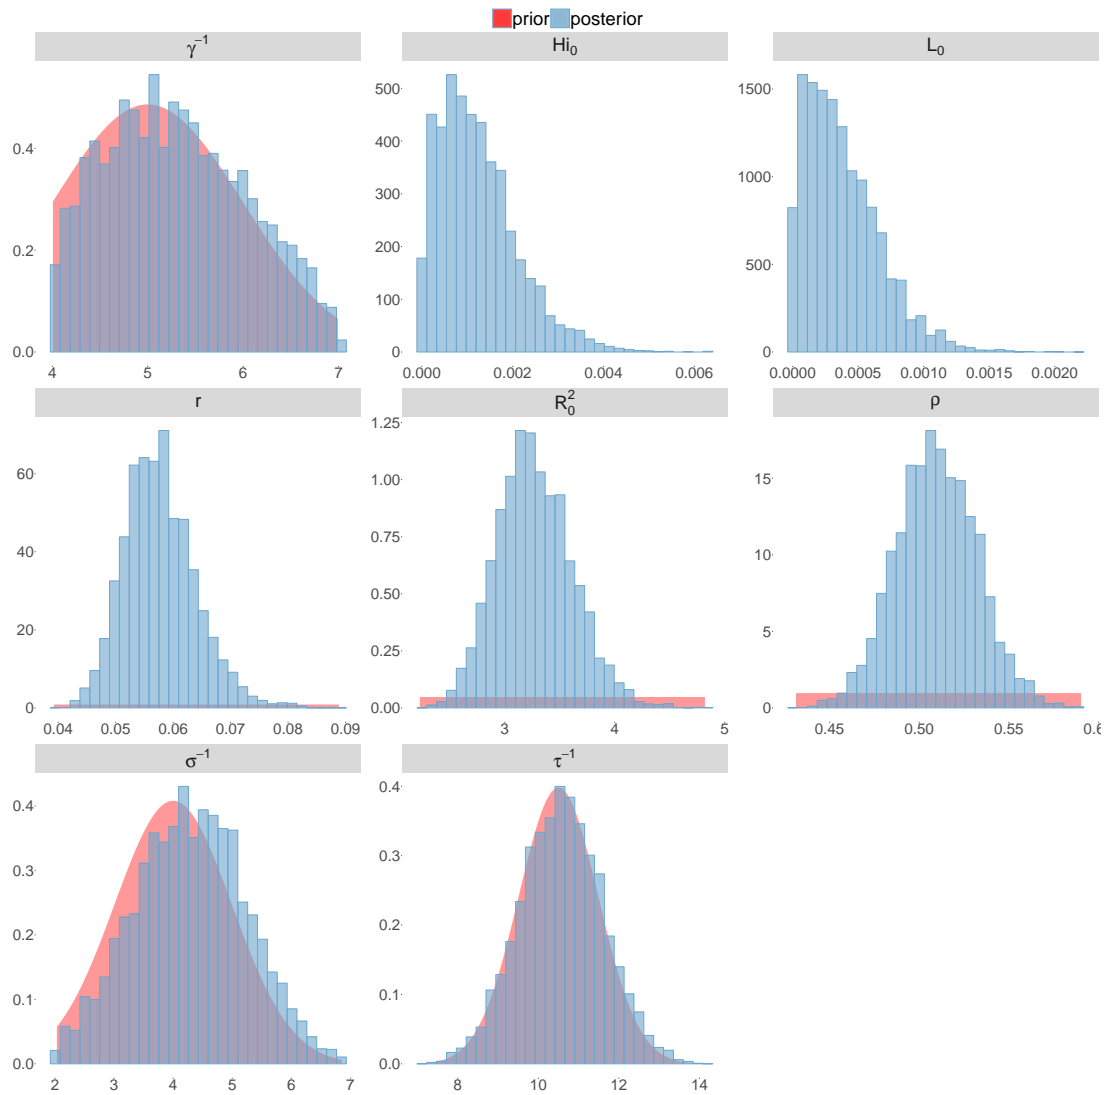 prior posterior
γ⁻¹ Hi₀ L₀
0.4 0.2 0.0
4 5 6 7
500 400 300 200 100 0
0.000 0.002 0.004 0.006
1500 1000 500 0
0.0000 0.0005 0.0010 0.0015 0.0020
r R₀² ρ
60 40 20 0
0.04 0.05 0.06 0.07 0.08 0.09
1.25 1.00 0.75 0.50 0.25 0.00
3 4 5
15 10 5 0
0.45 0.50 0.55 0.6
σ⁻¹ τ⁻¹
0.4 0.3 0.2 0.1 0.0
2 3 4 5 6 7
0.4 0.3 0.2 0.1 0.0
8 10 12 14